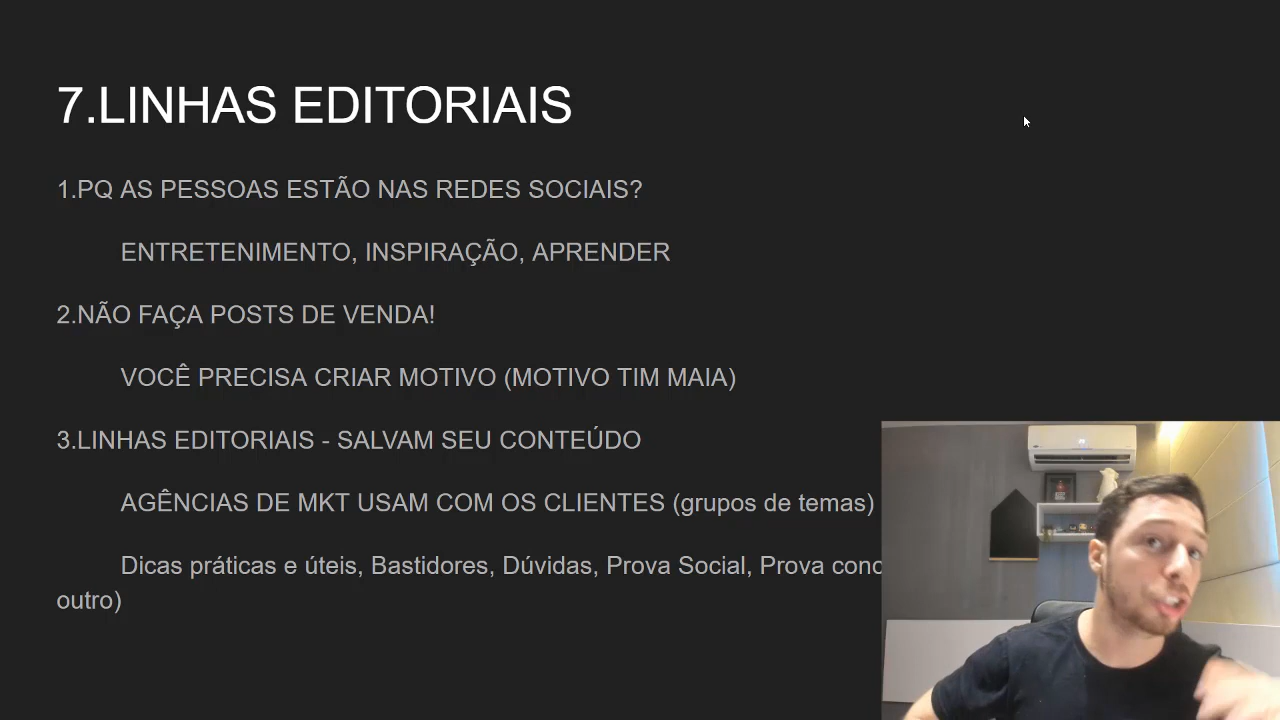 7.LINHAS EDITORIAIS
1.PQ AS PESSOAS ESTÃO NAS REDES SOCIAIS?
ENTRETENIMENTO, INSPIRAÇÃO, APRENDER
2.NÃO FAÇA POSTS DE VENDA!
VOCÊ PRECISA CRIAR MOTIVO (MOTIVO TIM MAIA)
3.LINHAS EDITORIAIS - SALVAM SEU CONTEÚDO
AGÊNCIAS DE MKT USAM COM OS CLIENTES (grupos de temas)
Dicas práticas e úteis, Bastidores, Dúvidas, Prova Social, Prova
outro)